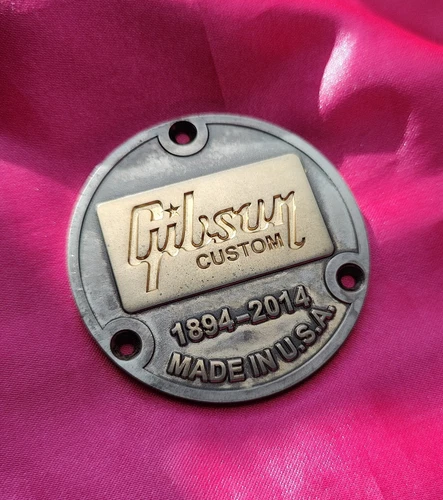 Gibson
CUSTOM
1894-2014
MADE IN U.S.A.